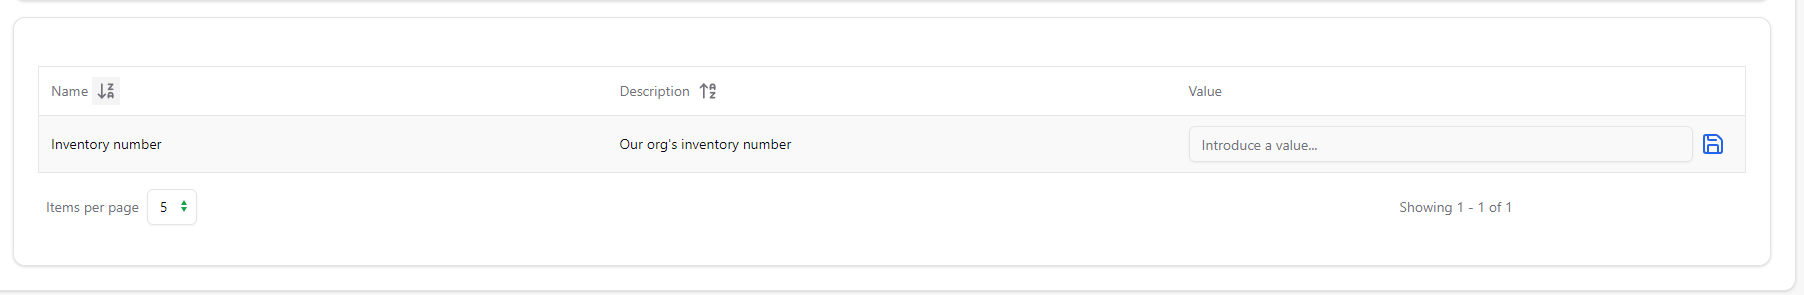 Name Description Value
Inventory number Our org's inventory number Introduce a value...
Items per page 5 Showing 1 - 1 of 1